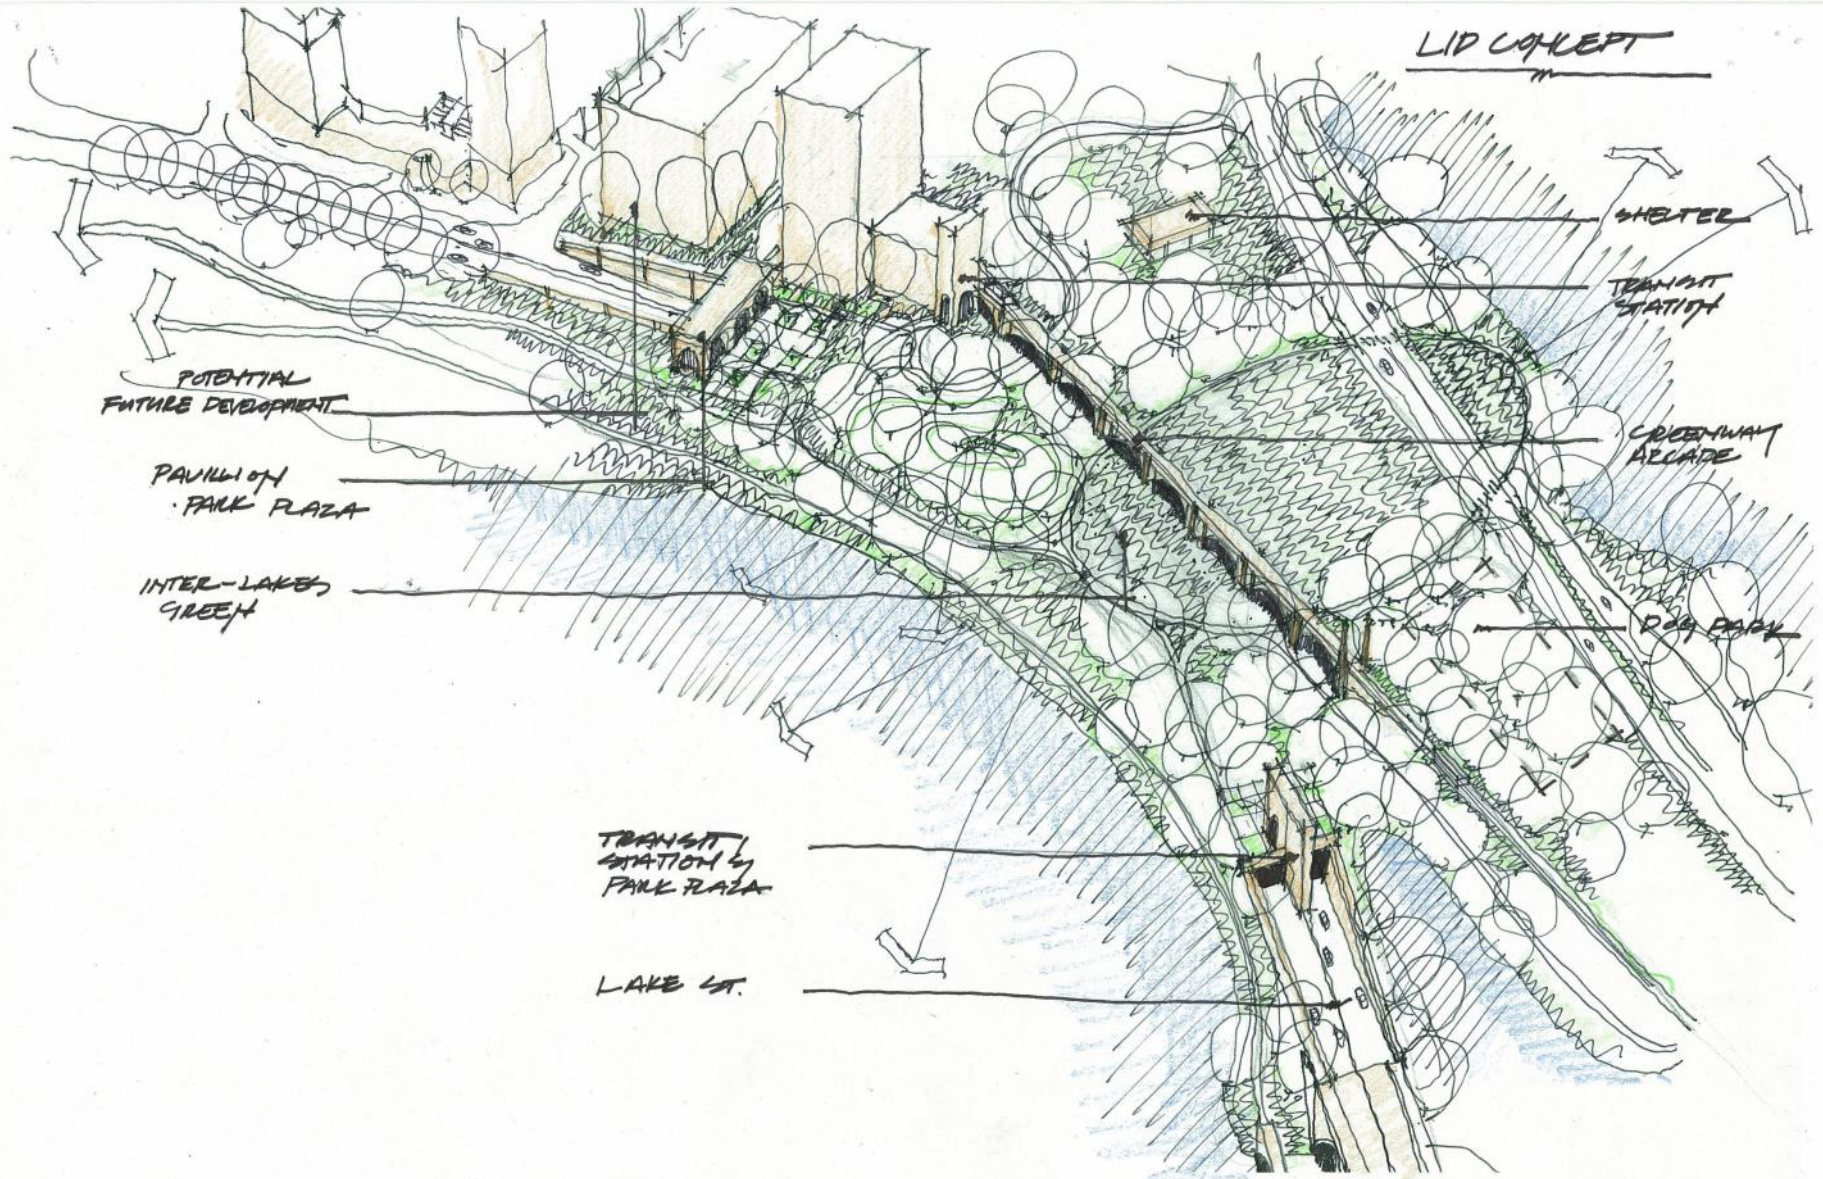 LID CONCEPT
SHELTER
TRANSIT
STATION
POTENTIAL
FUTURE DEVELOPMENT
GREENWAY
ARCADE
PAVILLION
PARK PLAZA
INTER-LAKES
GREEN
DOG PARK
TRANSIT
STATION &
PARK PLAZA
LAKE ST.